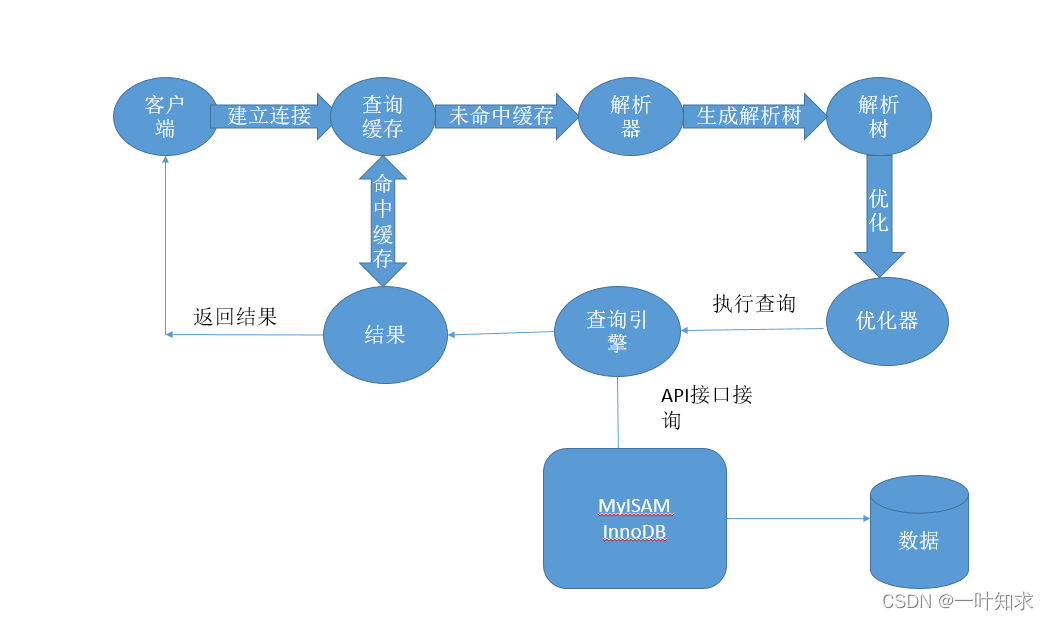 客户
端
建立连接
查询
缓存
未命中缓存
解析
器
生成解析树
解析
树
命
中
缓
存
优
化
返回结果
结果
查询引
擎
执行查询
优化器
API接口接
询
MyISAM
InnoDB
数据
CSDN @一叶知求